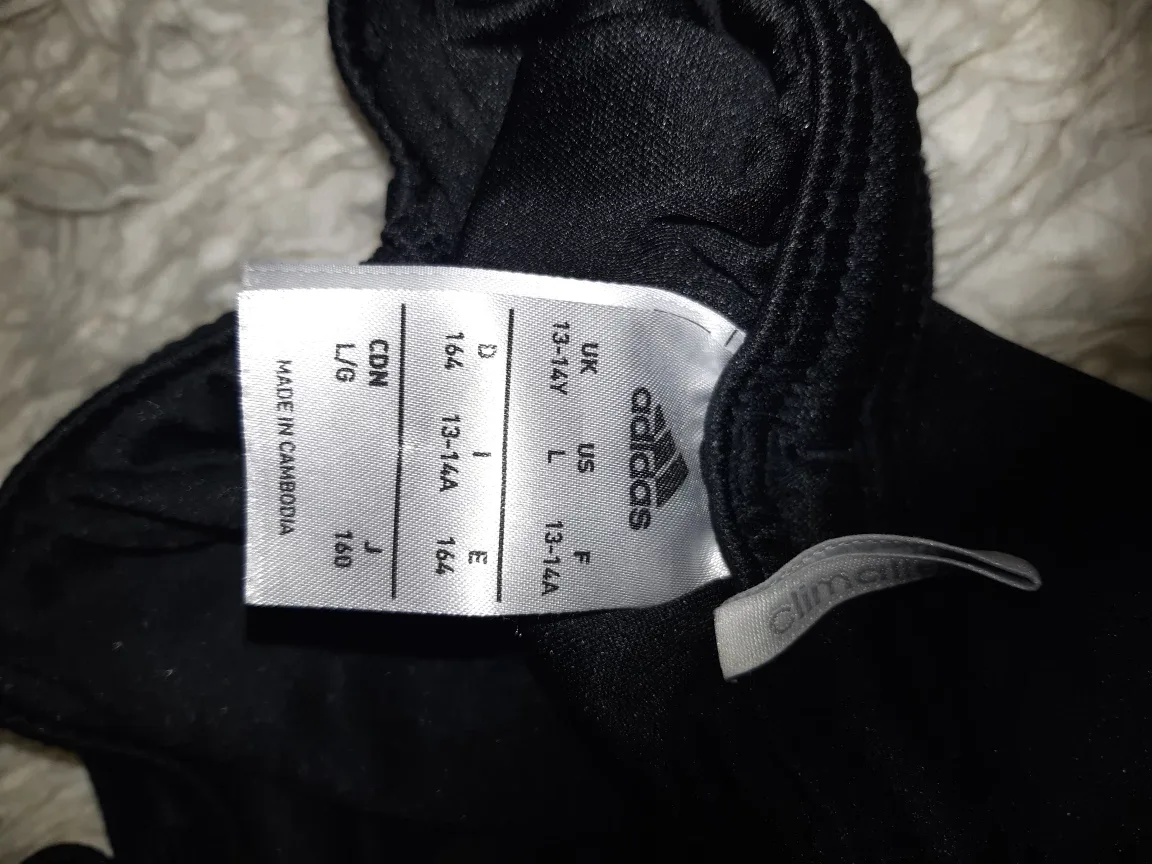 adidas
UK US F
13-14Y L 13-14A
D I E
164 13-14A 164
CDN J
L/G 160
MADE IN CAMBODIA